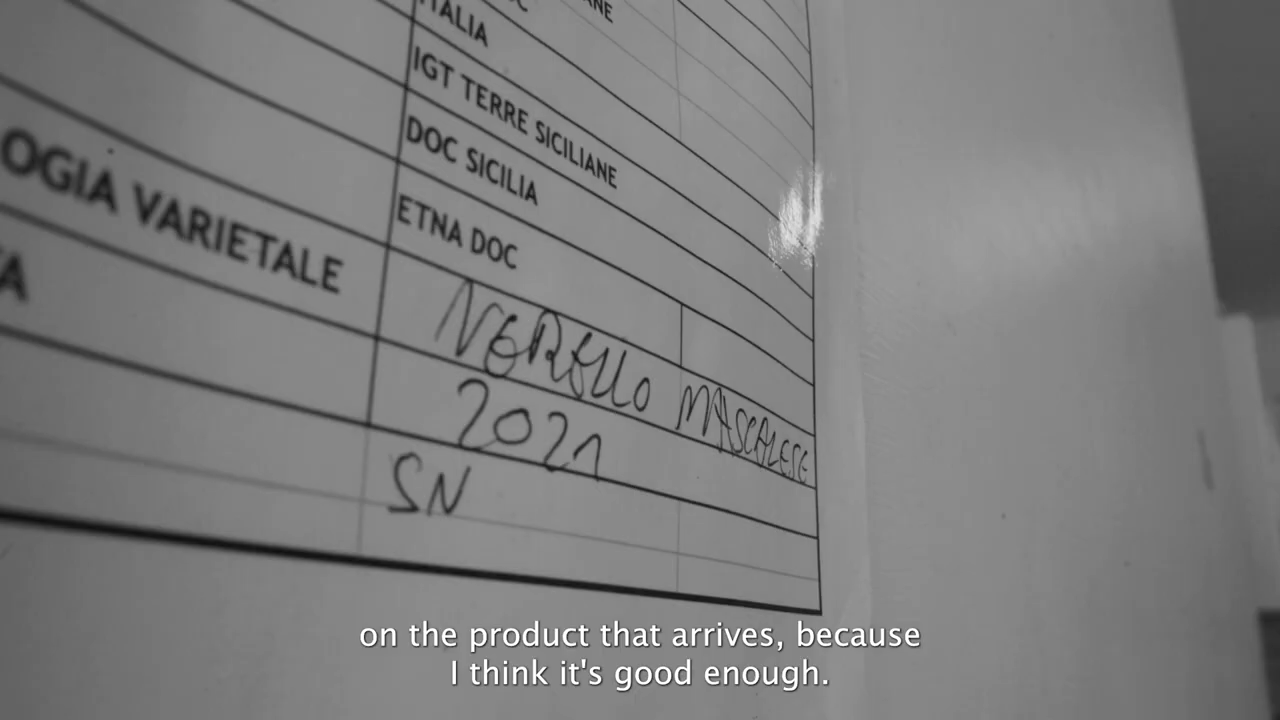 ITALIA
IGT TERRE SICILIANE
DOC SICILIA
ETNA DOC
OGIA VARIETALE
NERELLO MASCALESE
2021
SN
on the product that arrives, because
I think it's good enough.